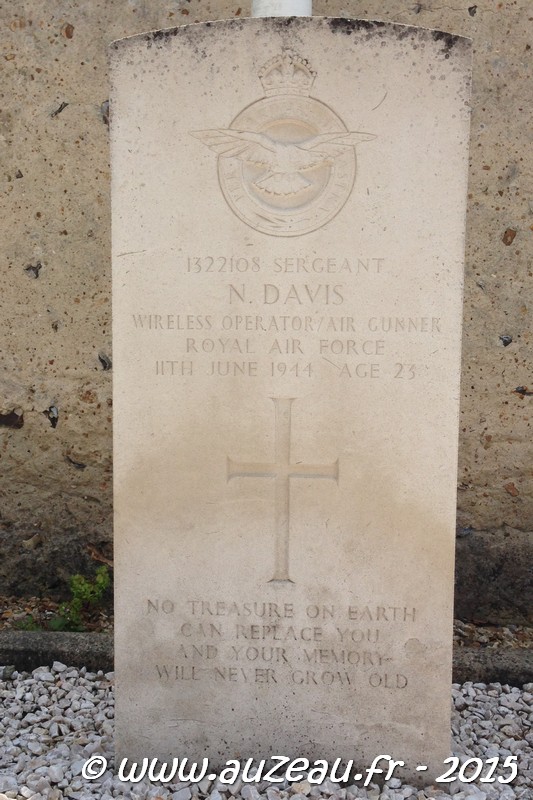 1322108 SERGEANT
N. DAVIS
WIRELESS OPERATOR/AIR GUNNER
ROYAL AIR FORCE
11TH JUNE 1944 AGE 23
NO TREASURE ON EARTH
CAN REPLACE YOU
AND YOUR MEMORY
WILL NEVER GROW OLD
© www.auzeau.fr - 2015